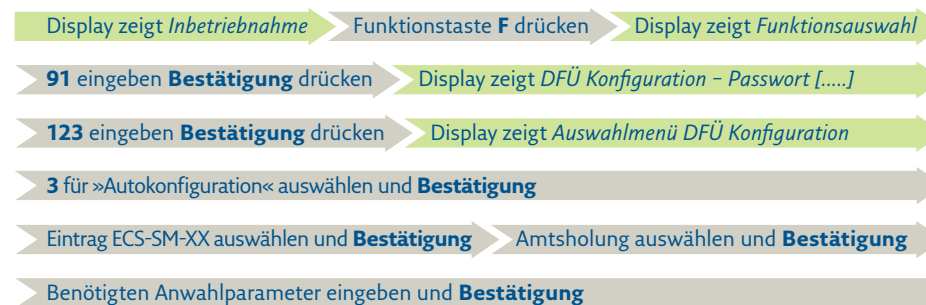 Display zeigt Inbetriebnahme Funktionstaste F drücken Display zeigt Funktionsauswahl
91 eingeben Bestätigung drücken Display zeigt DFÜ Konfiguration – Passwort [.....]
123 eingeben Bestätigung drücken Display zeigt Auswahlmenü DFÜ Konfiguration
3 für »Autokonfiguration« auswählen und Bestätigung
Eintrag ECS-SM-XX auswählen und Bestätigung Amtsholung auswählen und Bestätigung
Benötigten Anwahlparameter eingeben und Bestätigung